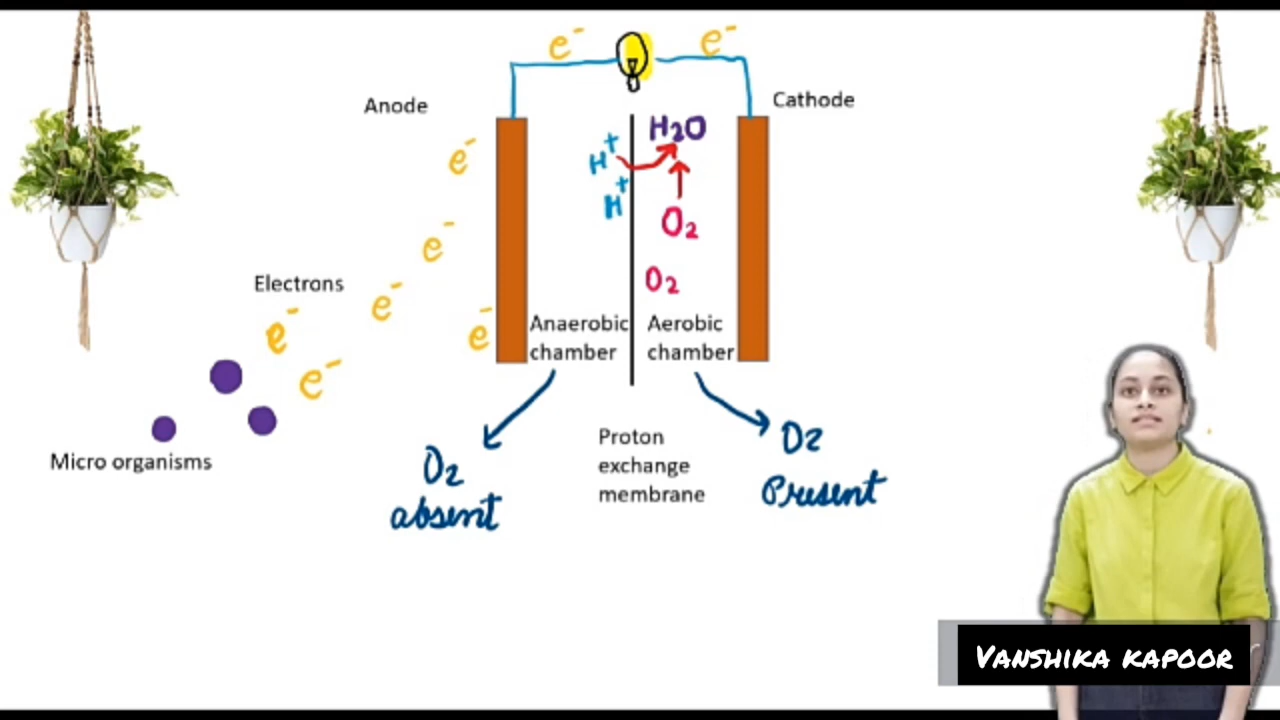 e⁻ e⁻
Anode
Cathode
H₂O
H⁺
e⁻
H⁺
O₂
e⁻
Electrons
O₂
e⁻
e⁻
e⁻
Anaerobic
chamber
Aerobic
chamber
e⁻
Micro organisms
O₂
absent
Proton
exchange
membrane
O₂
Present
VANSHIKA KAPOOR